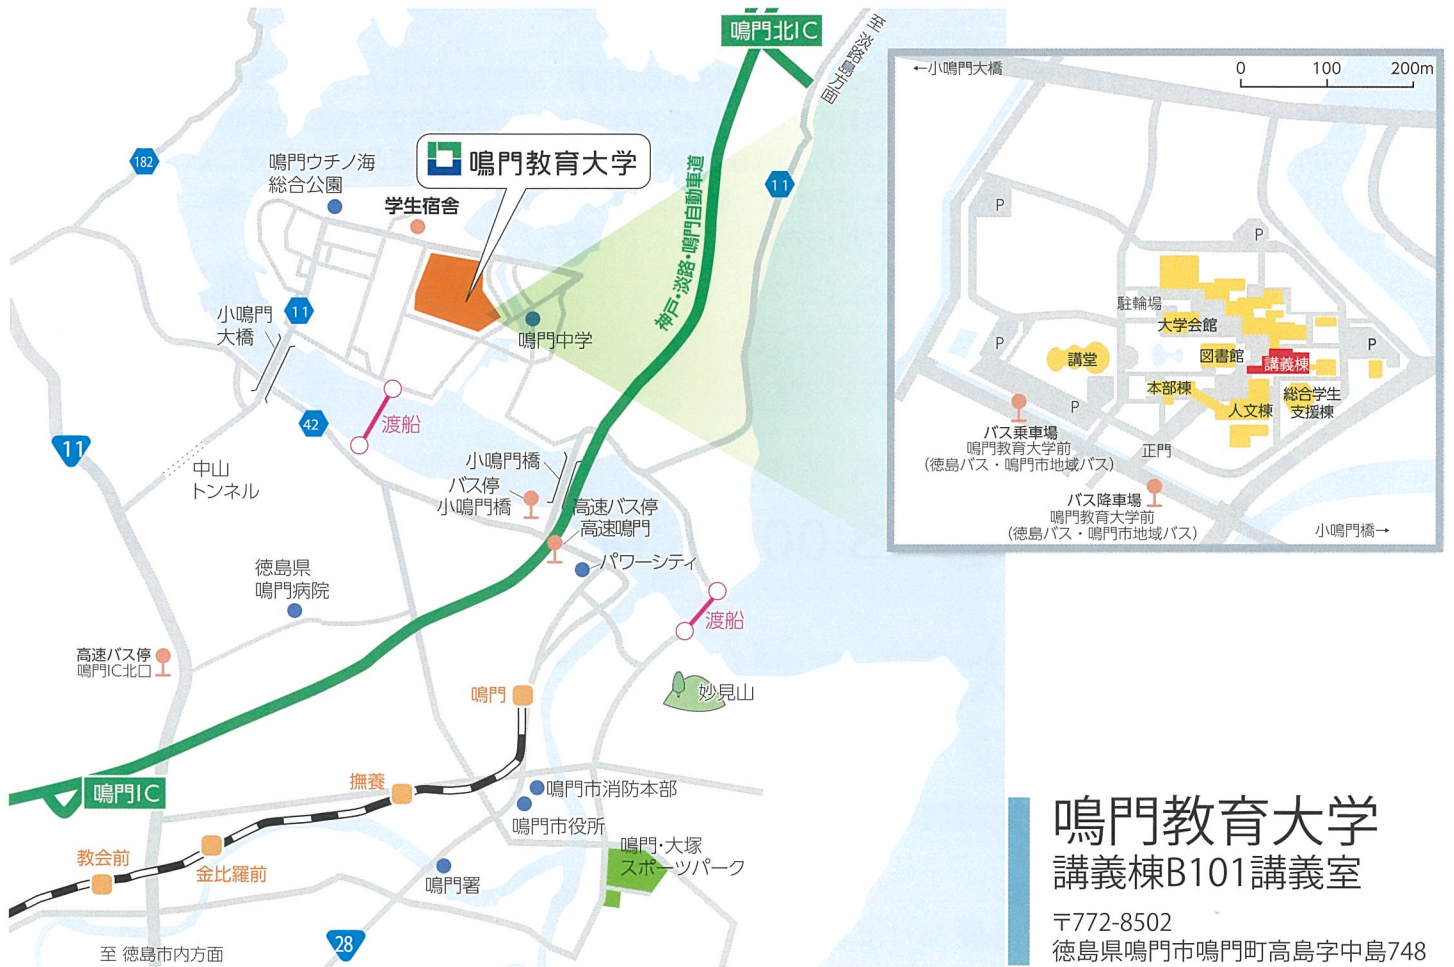 鳴門北IC
至 淡路島方面
182
鳴門ウチノ海
総合公園
学生宿舎
鳴門教育大学
神戸・淡路・鳴門自動車道
11
小鳴門
大橋
11
鳴門中学
42
渡船
11
中山
トンネル
小鳴門橋
バス停
小鳴門橋
高速バス停
高速鳴門
パワーシティ
徳島県
鳴門病院
渡船
高速バス停
鳴門IC北口
妙見山
鳴門
鳴門IC
撫養
鳴門市消防本部
鳴門市役所
教会前
金比羅前
鳴門・大塚
スポーツパーク
鳴門署
28
至 徳島市内方面
←小鳴門大橋
0 100 200m
P
P
駐輪場
大学会館
P
講堂
図書館
講義棟
P
本部棟
総合学生
支援棟
人文棟
P
バス乗車場
鳴門教育大学前
(徳島バス・鳴門市地域バス)
正門
バス降車場
鳴門教育大学前
(徳島バス・鳴門市地域バス)
小鳴門橋→
鳴門教育大学
講義棟B101講義室
〒772-8502
徳島県鳴門市鳴門町高島字中島748